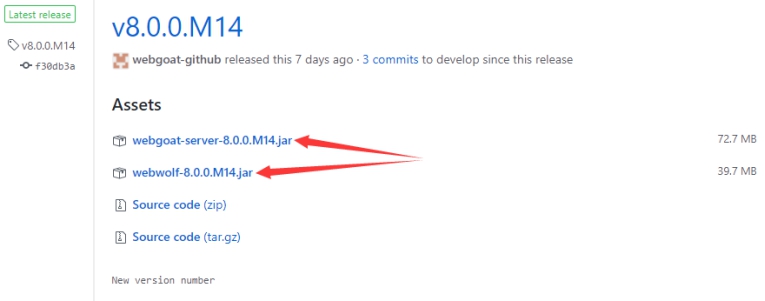 Latest release
v8.0.0.M14
f30db3a
v8.0.0.M14
webgoat-github released this 7 days ago · 3 commits to develop since this release
Assets
webgoat-server-8.0.0.M14.jar 72.7 MB
webwolf-8.0.0.M14.jar 39.7 MB
Source code (zip)
Source code (tar.gz)
New version number